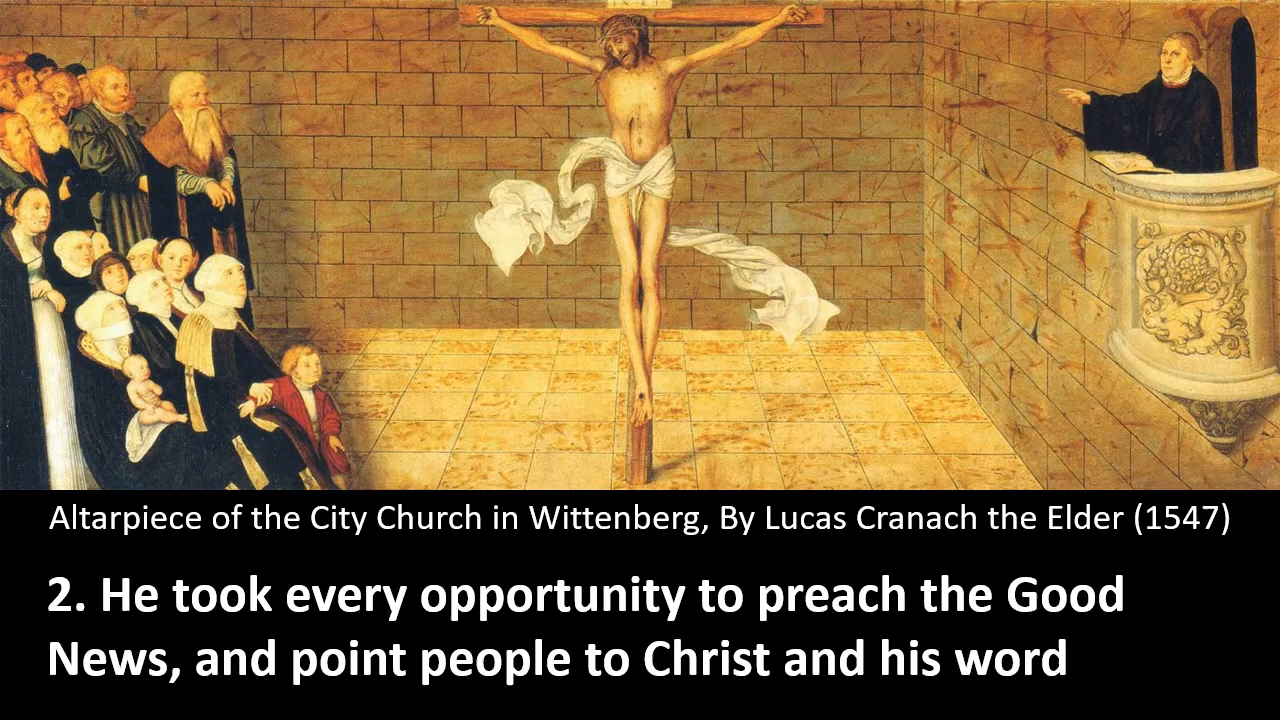 Altarpiece of the City Church in Wittenberg, By Lucas Cranach the Elder (1547)
2. He took every opportunity to preach the Good
News, and point people to Christ and his word